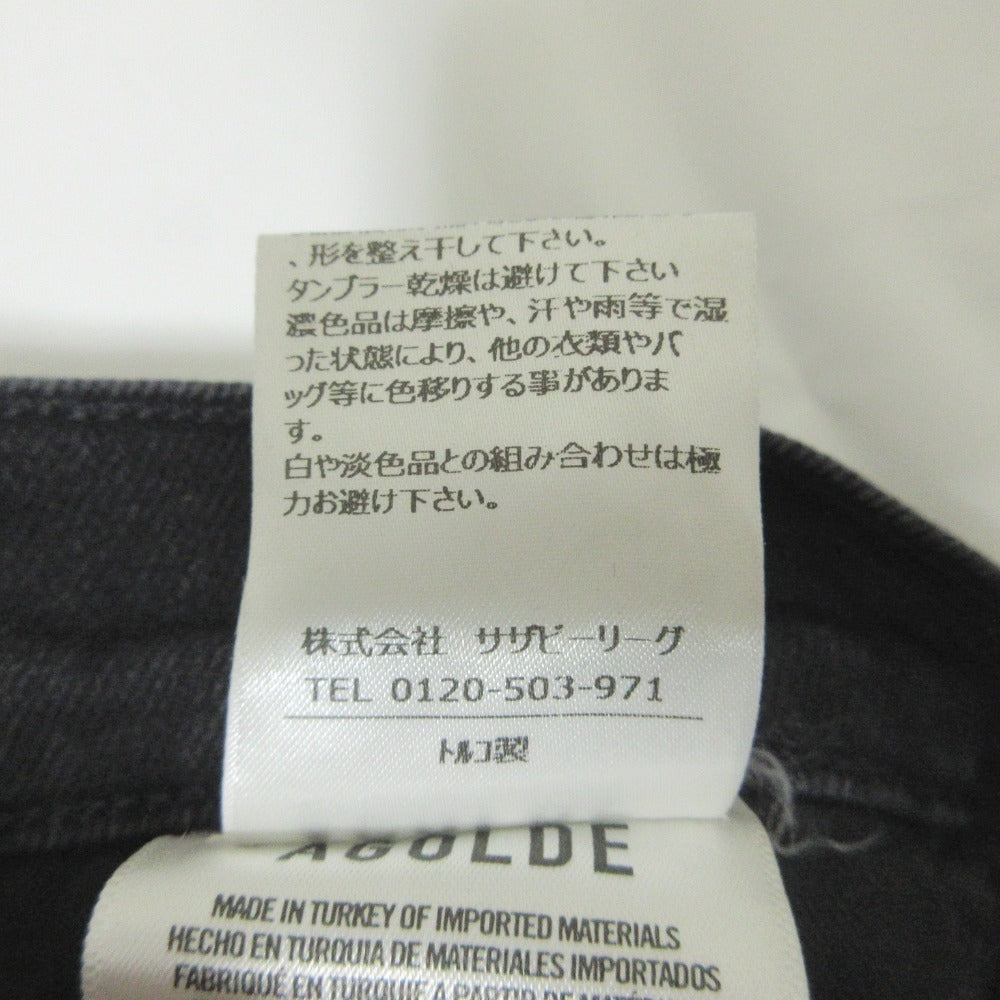 、形を整え干して下さい。
タンブラー乾燥は避けて下さい
濃色品は摩擦や、汗や雨等で湿
った状態により、他の衣類やバ
ッグ等に色移りする事がありま
す。
白や淡色品との組み合わせは極
力お避け下さい。
株式会社 サザビーリーグ
TEL 0120-503-971
トルコ製
AGOLDE
MADE IN TURKEY OF IMPORTED MATERIALS
HECHO EN TURQUIA DE MATERIALES IMPORTADOS
FABRIQUÉ EN TURQUIE A PARTIR DE MATÉRIAUX